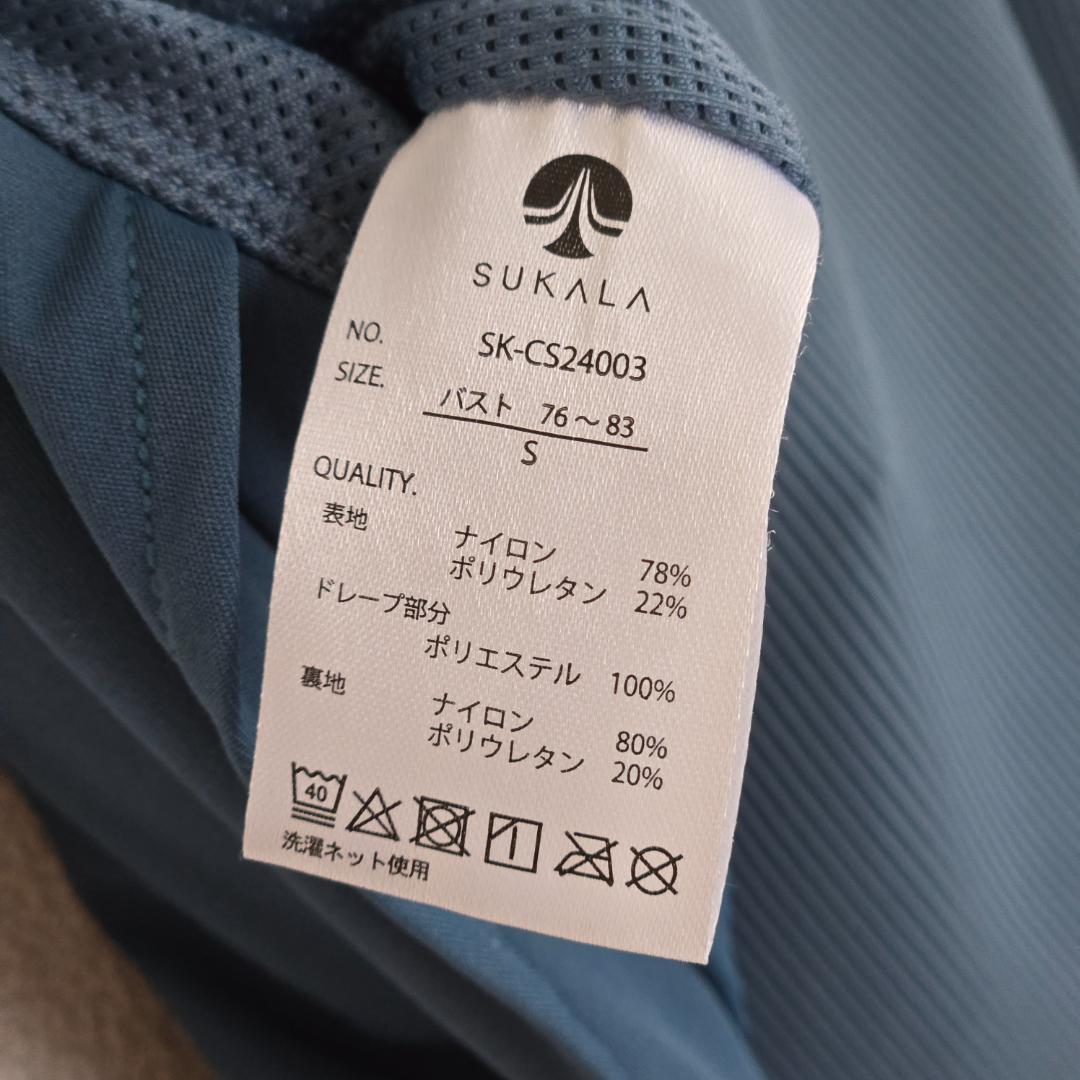 SUKALA
NO. SK-CS24003
SIZE. バスト 76～83
S
QUALITY.
表地
ナイロン 78%
ポリウレタン 22%
ドレープ部分
ポリエステル 100%
裏地
ナイロン 80%
ポリウレタン 20%
40
洗濯ネット使用